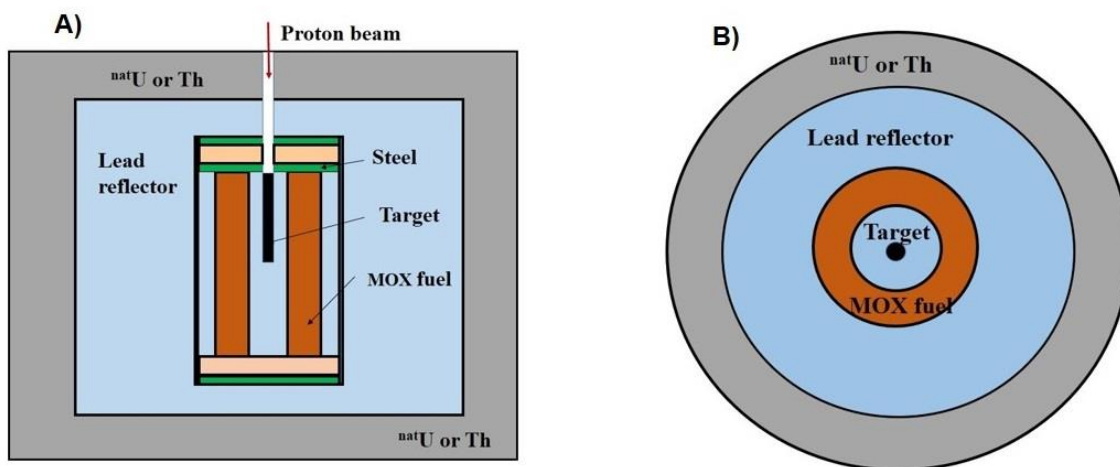 A)
Proton beam
ⁿᵃᵗU or Th
Lead
reflector
Steel
Target
MOX fuel
ⁿᵃᵗU or Th
B)
ⁿᵃᵗU or Th
Lead reflector
Target
MOX fuel